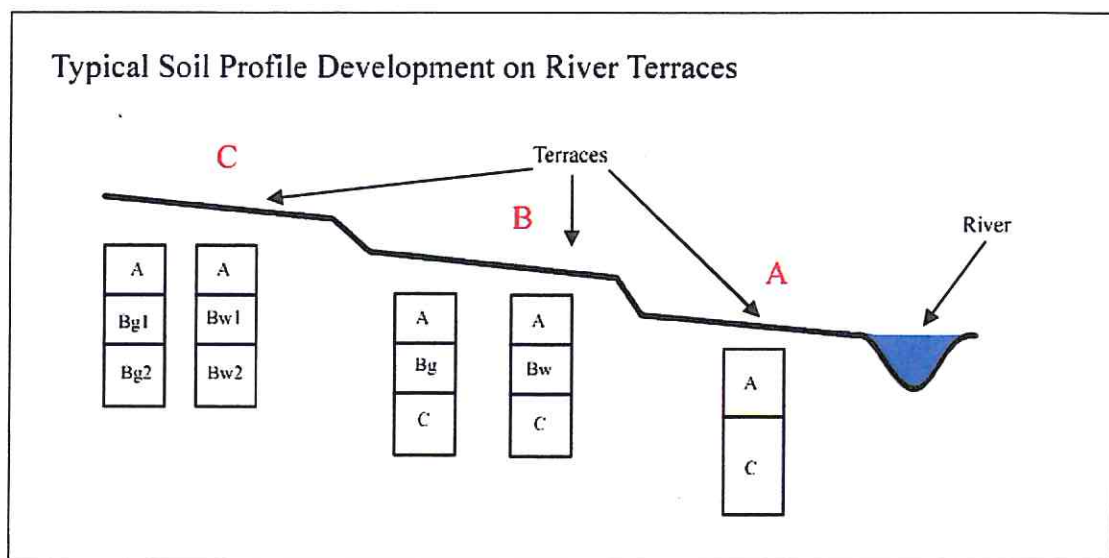 Typical Soil Profile Development on River Terraces
C
Terraces
B
River
A
A
A
Bg1
Bw1
Bg2
Bw2
A
A
Bg
Bw
C
C
A
C